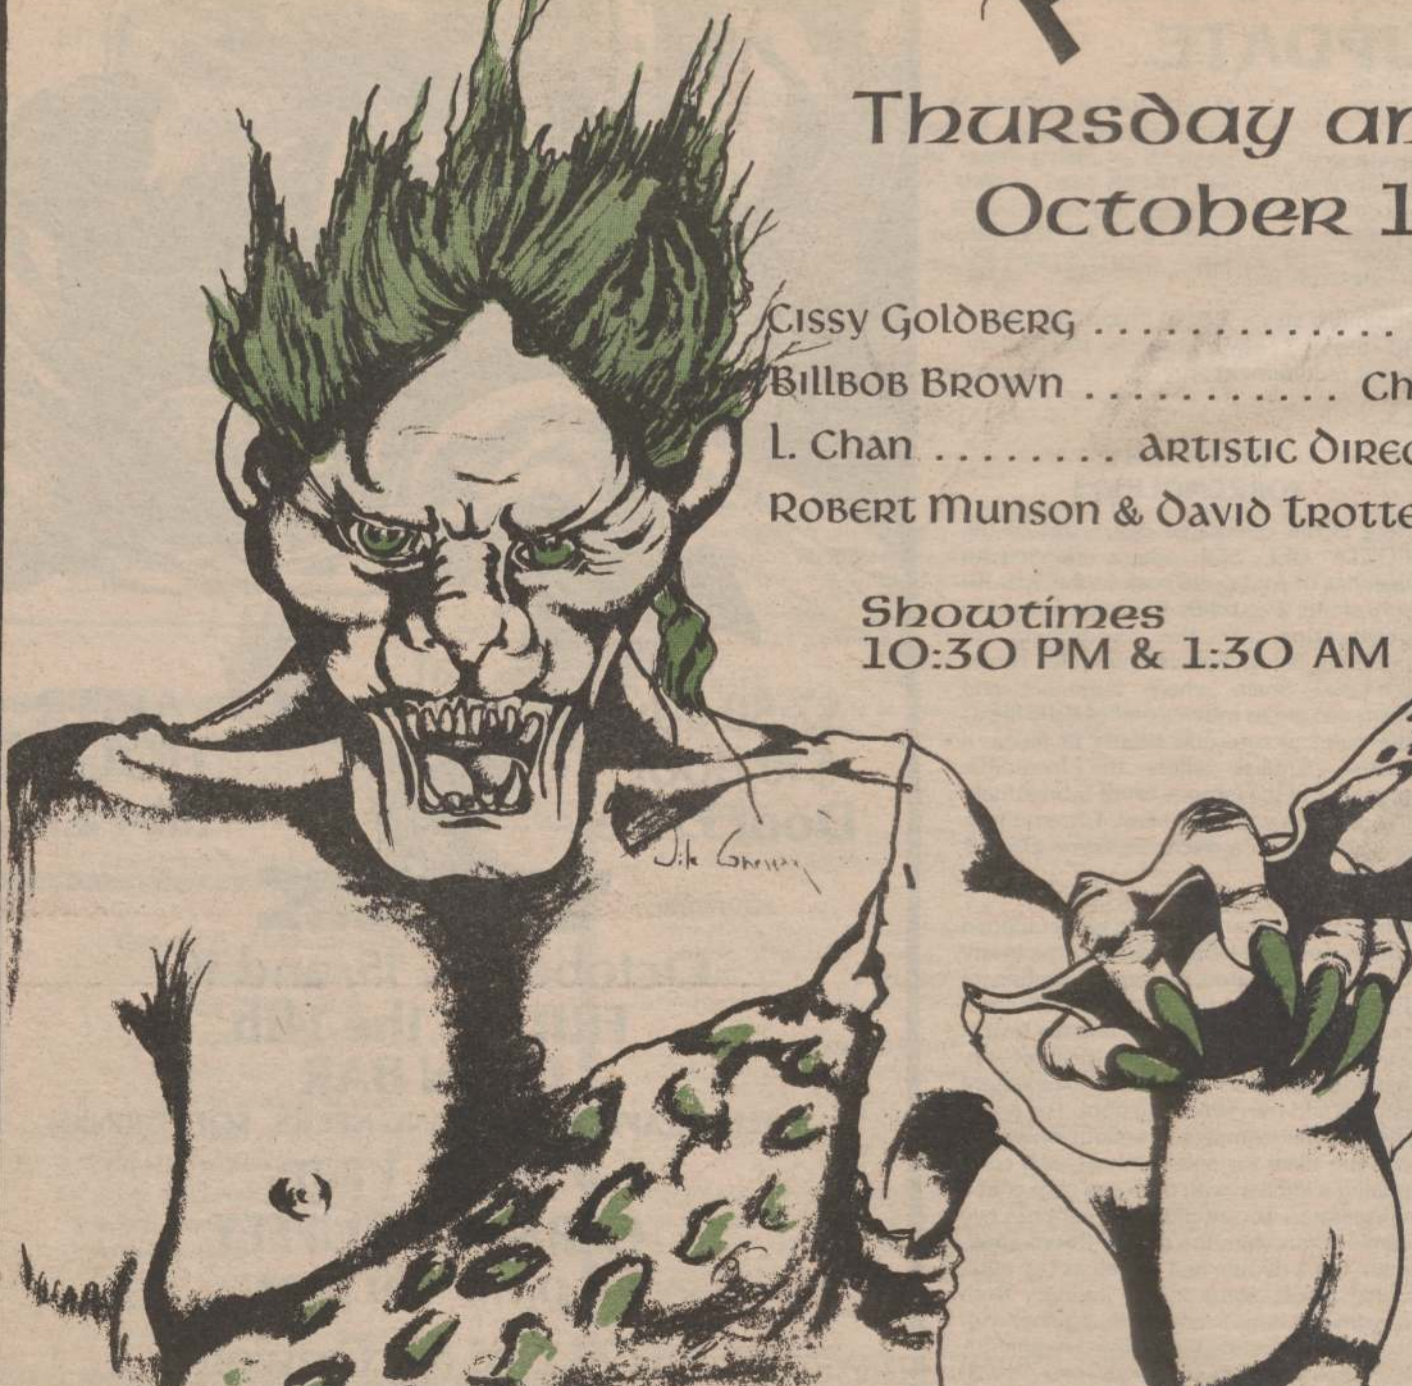 Thursday an
October 1
Cissy Goldberg .............
Billbob Brown ........... Ch
L. Chan ........ Artistic Direc
Robert Munson & David Trotte
Showtimes
10:30 PM & 1:30 AM